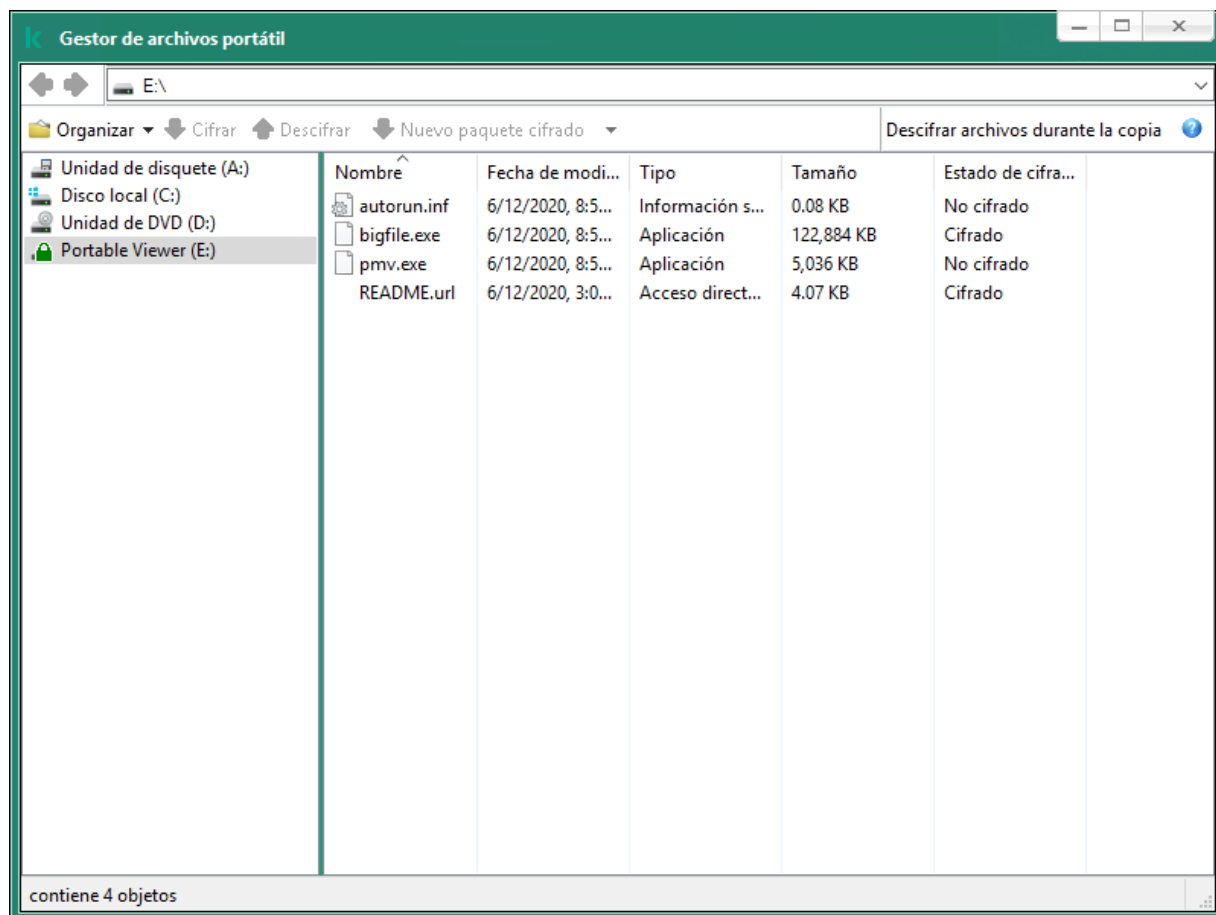 Gestor de archivos portátil
E:\
Organizar Cifrar Descifrar Nuevo paquete cifrado Descifrar archivos durante la copia
Unidad de disquete (A:)
Disco local (C:)
Unidad de DVD (D:)
Portable Viewer (E:)
Nombre Fecha de modi... Tipo Tamaño Estado de cifra...
autorun.inf 6/12/2020, 8:5... Información s... 0.08 KB No cifrado
bigfile.exe 6/12/2020, 8:5... Aplicación 122,884 KB Cifrado
pmv.exe 6/12/2020, 8:5... Aplicación 5,036 KB No cifrado
README.url 6/12/2020, 3:0... Acceso direct... 4.07 KB Cifrado
contiene 4 objetos